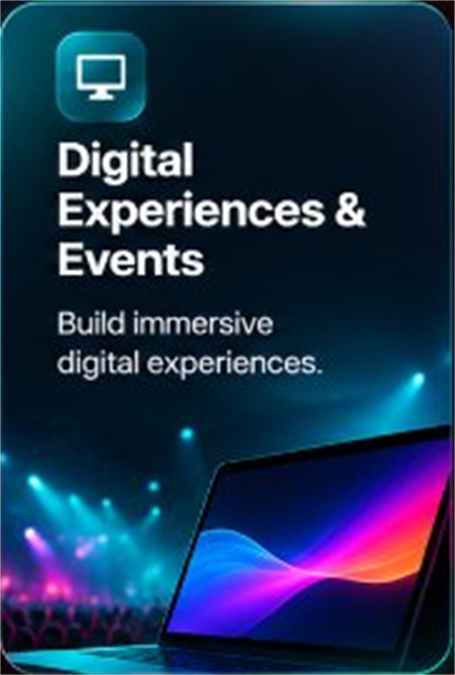 Digital
Experiences &
Events
Build immersive
digital experiences.